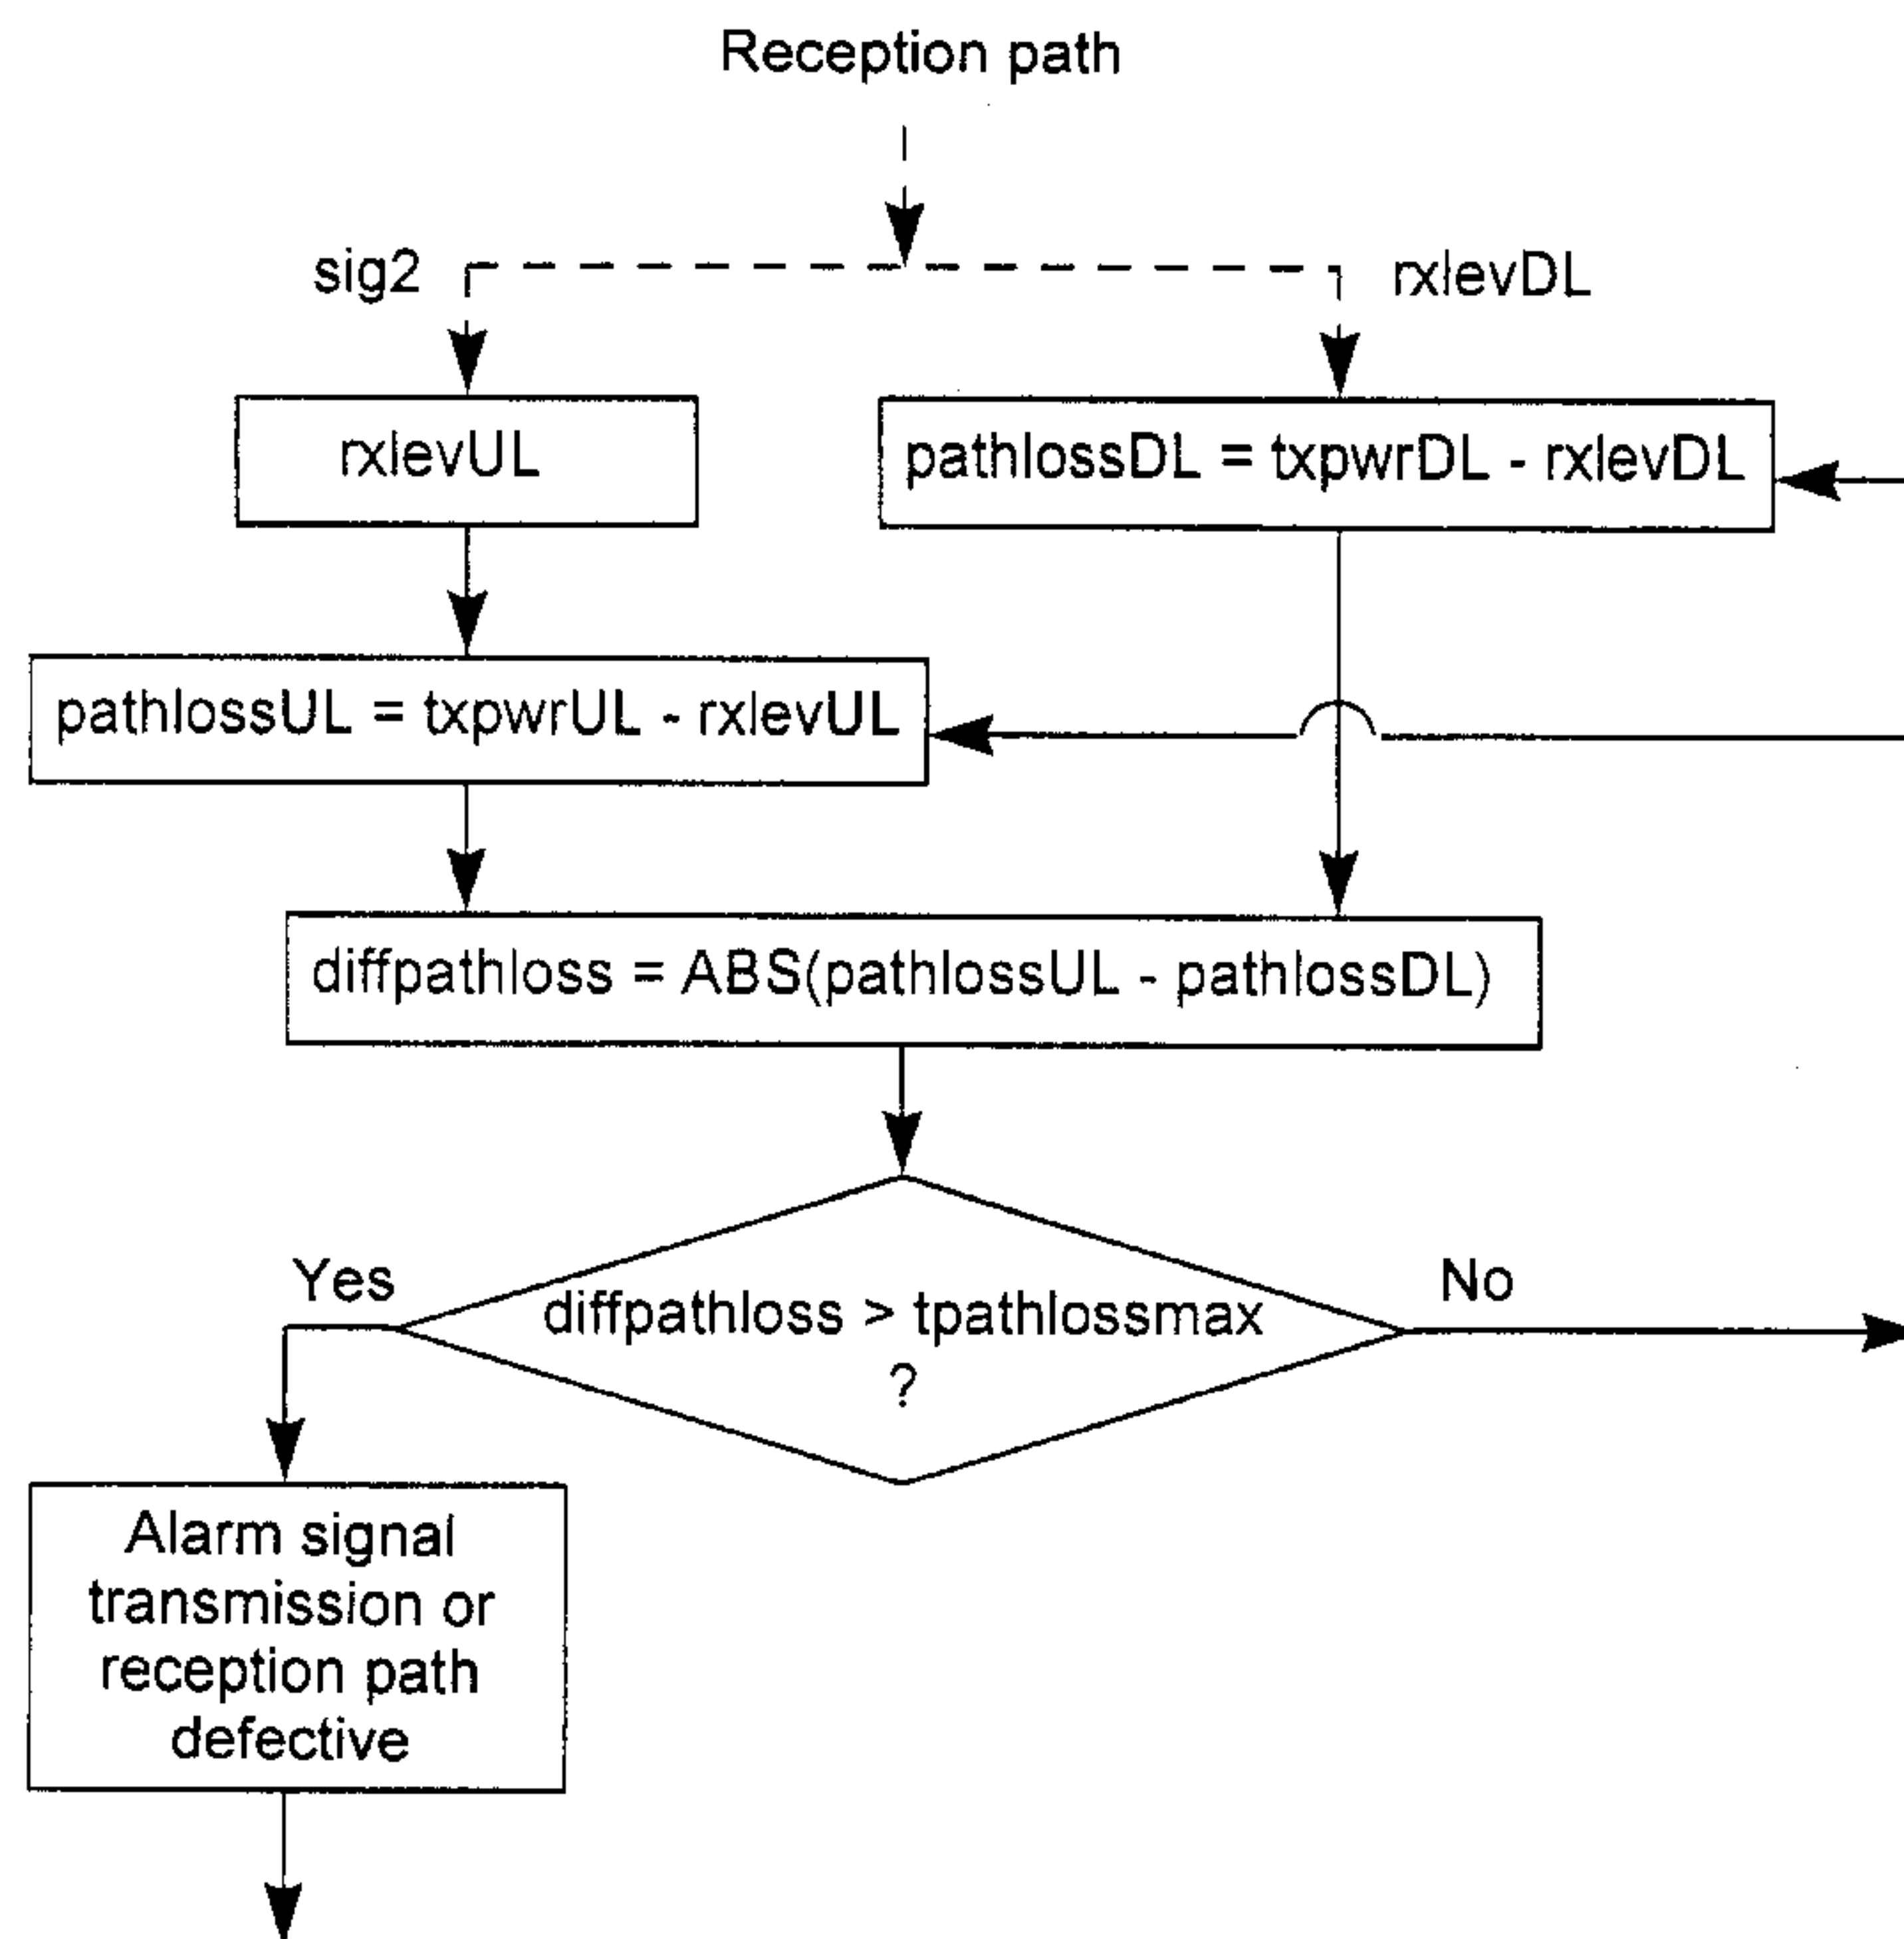 Reception path
sig2
rxlevDL
rxlevUL
pathlossDL = txpwrDL - rxlevDL
pathlossUL = txpwrUL - rxlevUL
diffpathloss = ABS(pathlossUL - pathlossDL)
Yes
No
diffpathloss > tpathlossmax
?
Alarm signal
transmission or
reception path
defective